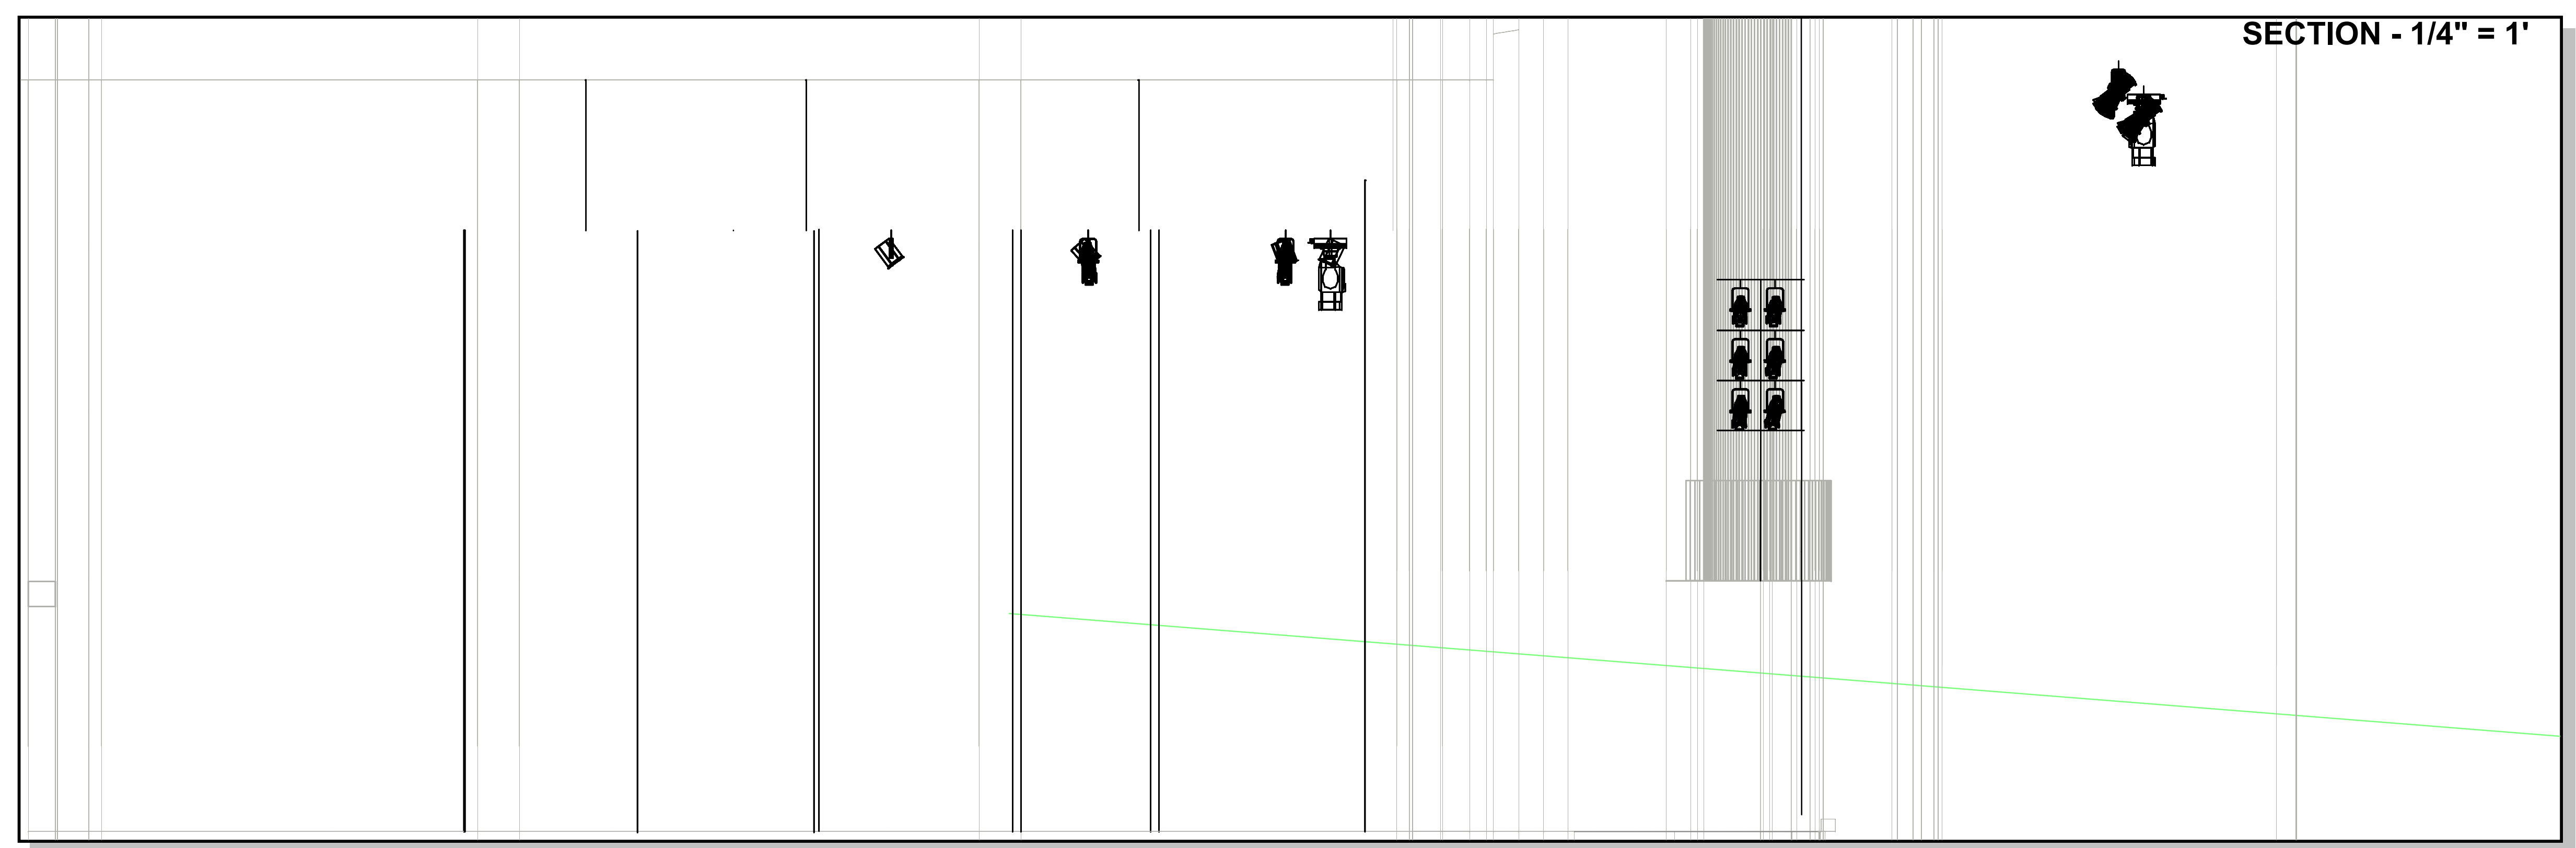 SECTION - 1/4" = 1'